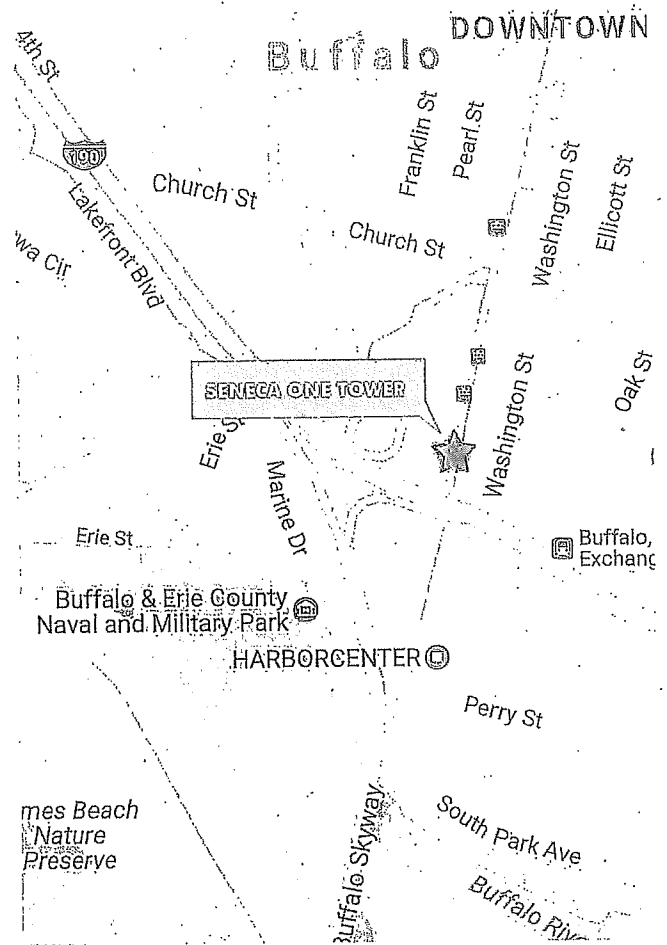 DOWNTOWN
Buffalo
4th St
190
Franklin St
Pearl St
Church St
Washington St
Ellicott St
Church St
wa Cir
Lakefront Blvd
SENECA ONE TOWER
Oak St
Washington St
Erie St
Marine Dr
Erie St
Buffalo,
Exchang
Buffalo & Erie County
Naval and Military Park
HARBORCENTER
Perry St
mes Beach
Nature
Preserve
Buffalo Skyway
South Park Ave
Buffalo Rive